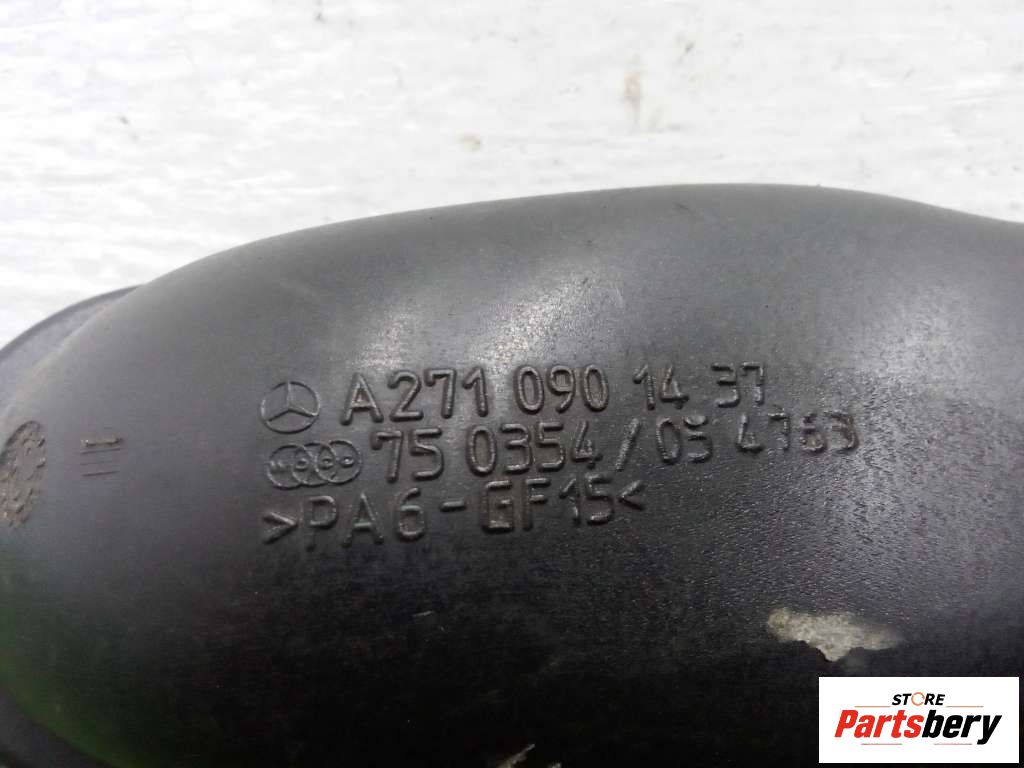 A271 090 14 37
75 0354/05 4763
>PA6-GF15<
STORE
Partsbery